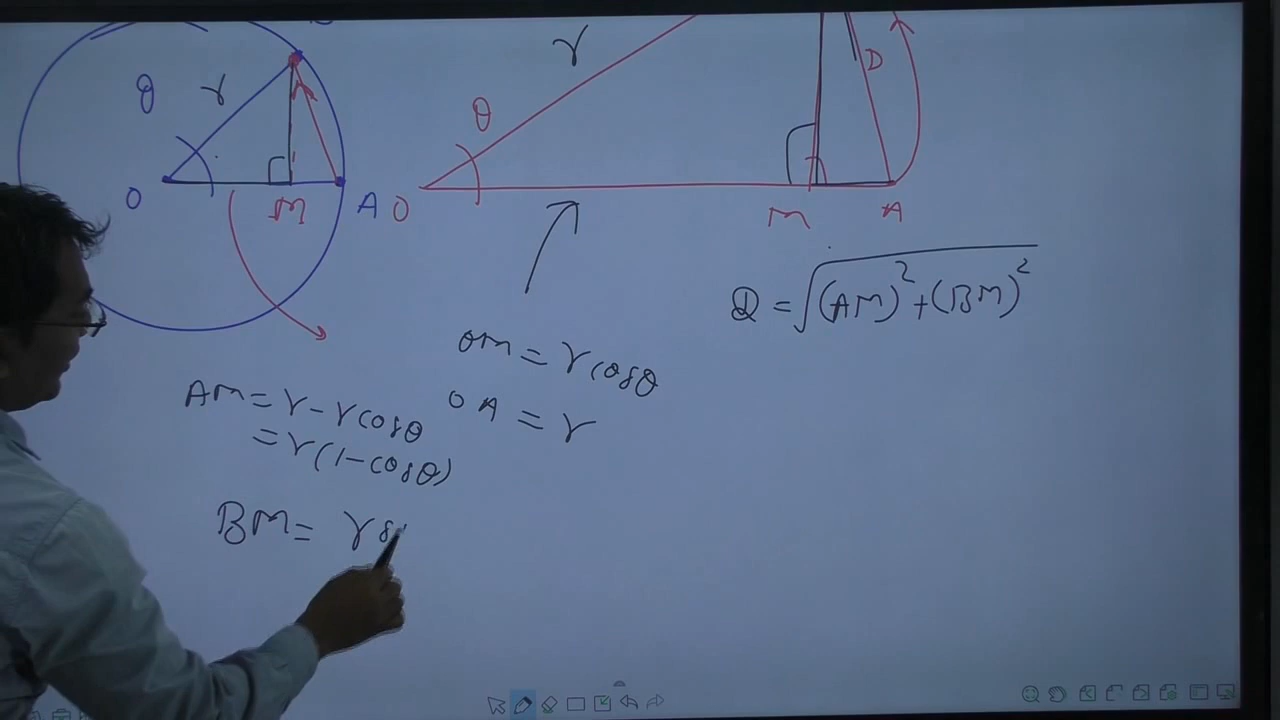 θ r
r
θ
D
O M A
O M A
D = √(AM)² + (BM)²
OM = r cosθ
AM = r - r cosθ
OA = r
= r(1 - cosθ)
BM = r s